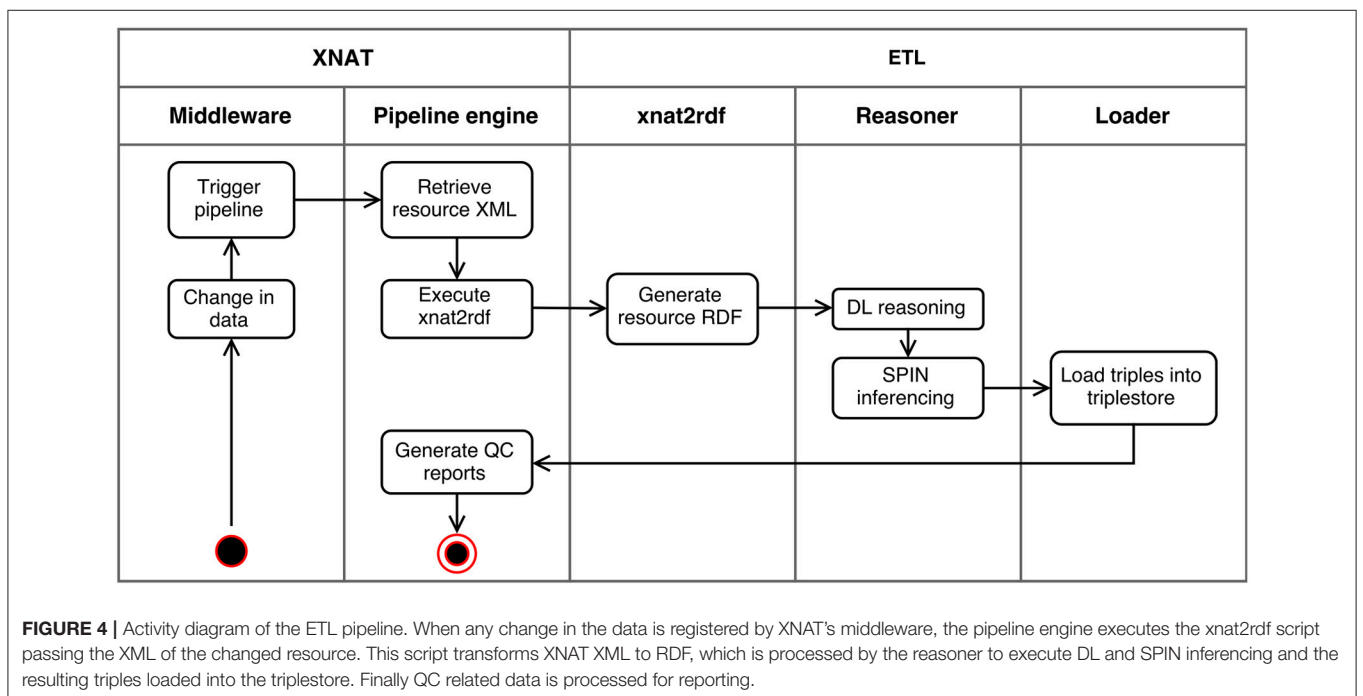 XNAT
ETL
Middleware
Pipeline engine
xnat2rdf
Reasoner
Loader
Trigger
pipeline
Retrieve
resource XML
Change in
data
Execute
xnat2rdf
Generate
resource RDF
DL reasoning
SPIN
inferencing
Load triples into
triplestore
Generate QC
reports
FIGURE 4 | Activity diagram of the ETL pipeline. When any change in the data is registered by XNAT's middleware, the pipeline engine executes the xnat2rdf script
passing the XML of the changed resource. This script transforms XNAT XML to RDF, which is processed by the reasoner to execute DL and SPIN inferencing and the
resulting triples loaded into the triplestore. Finally QC related data is processed for reporting.